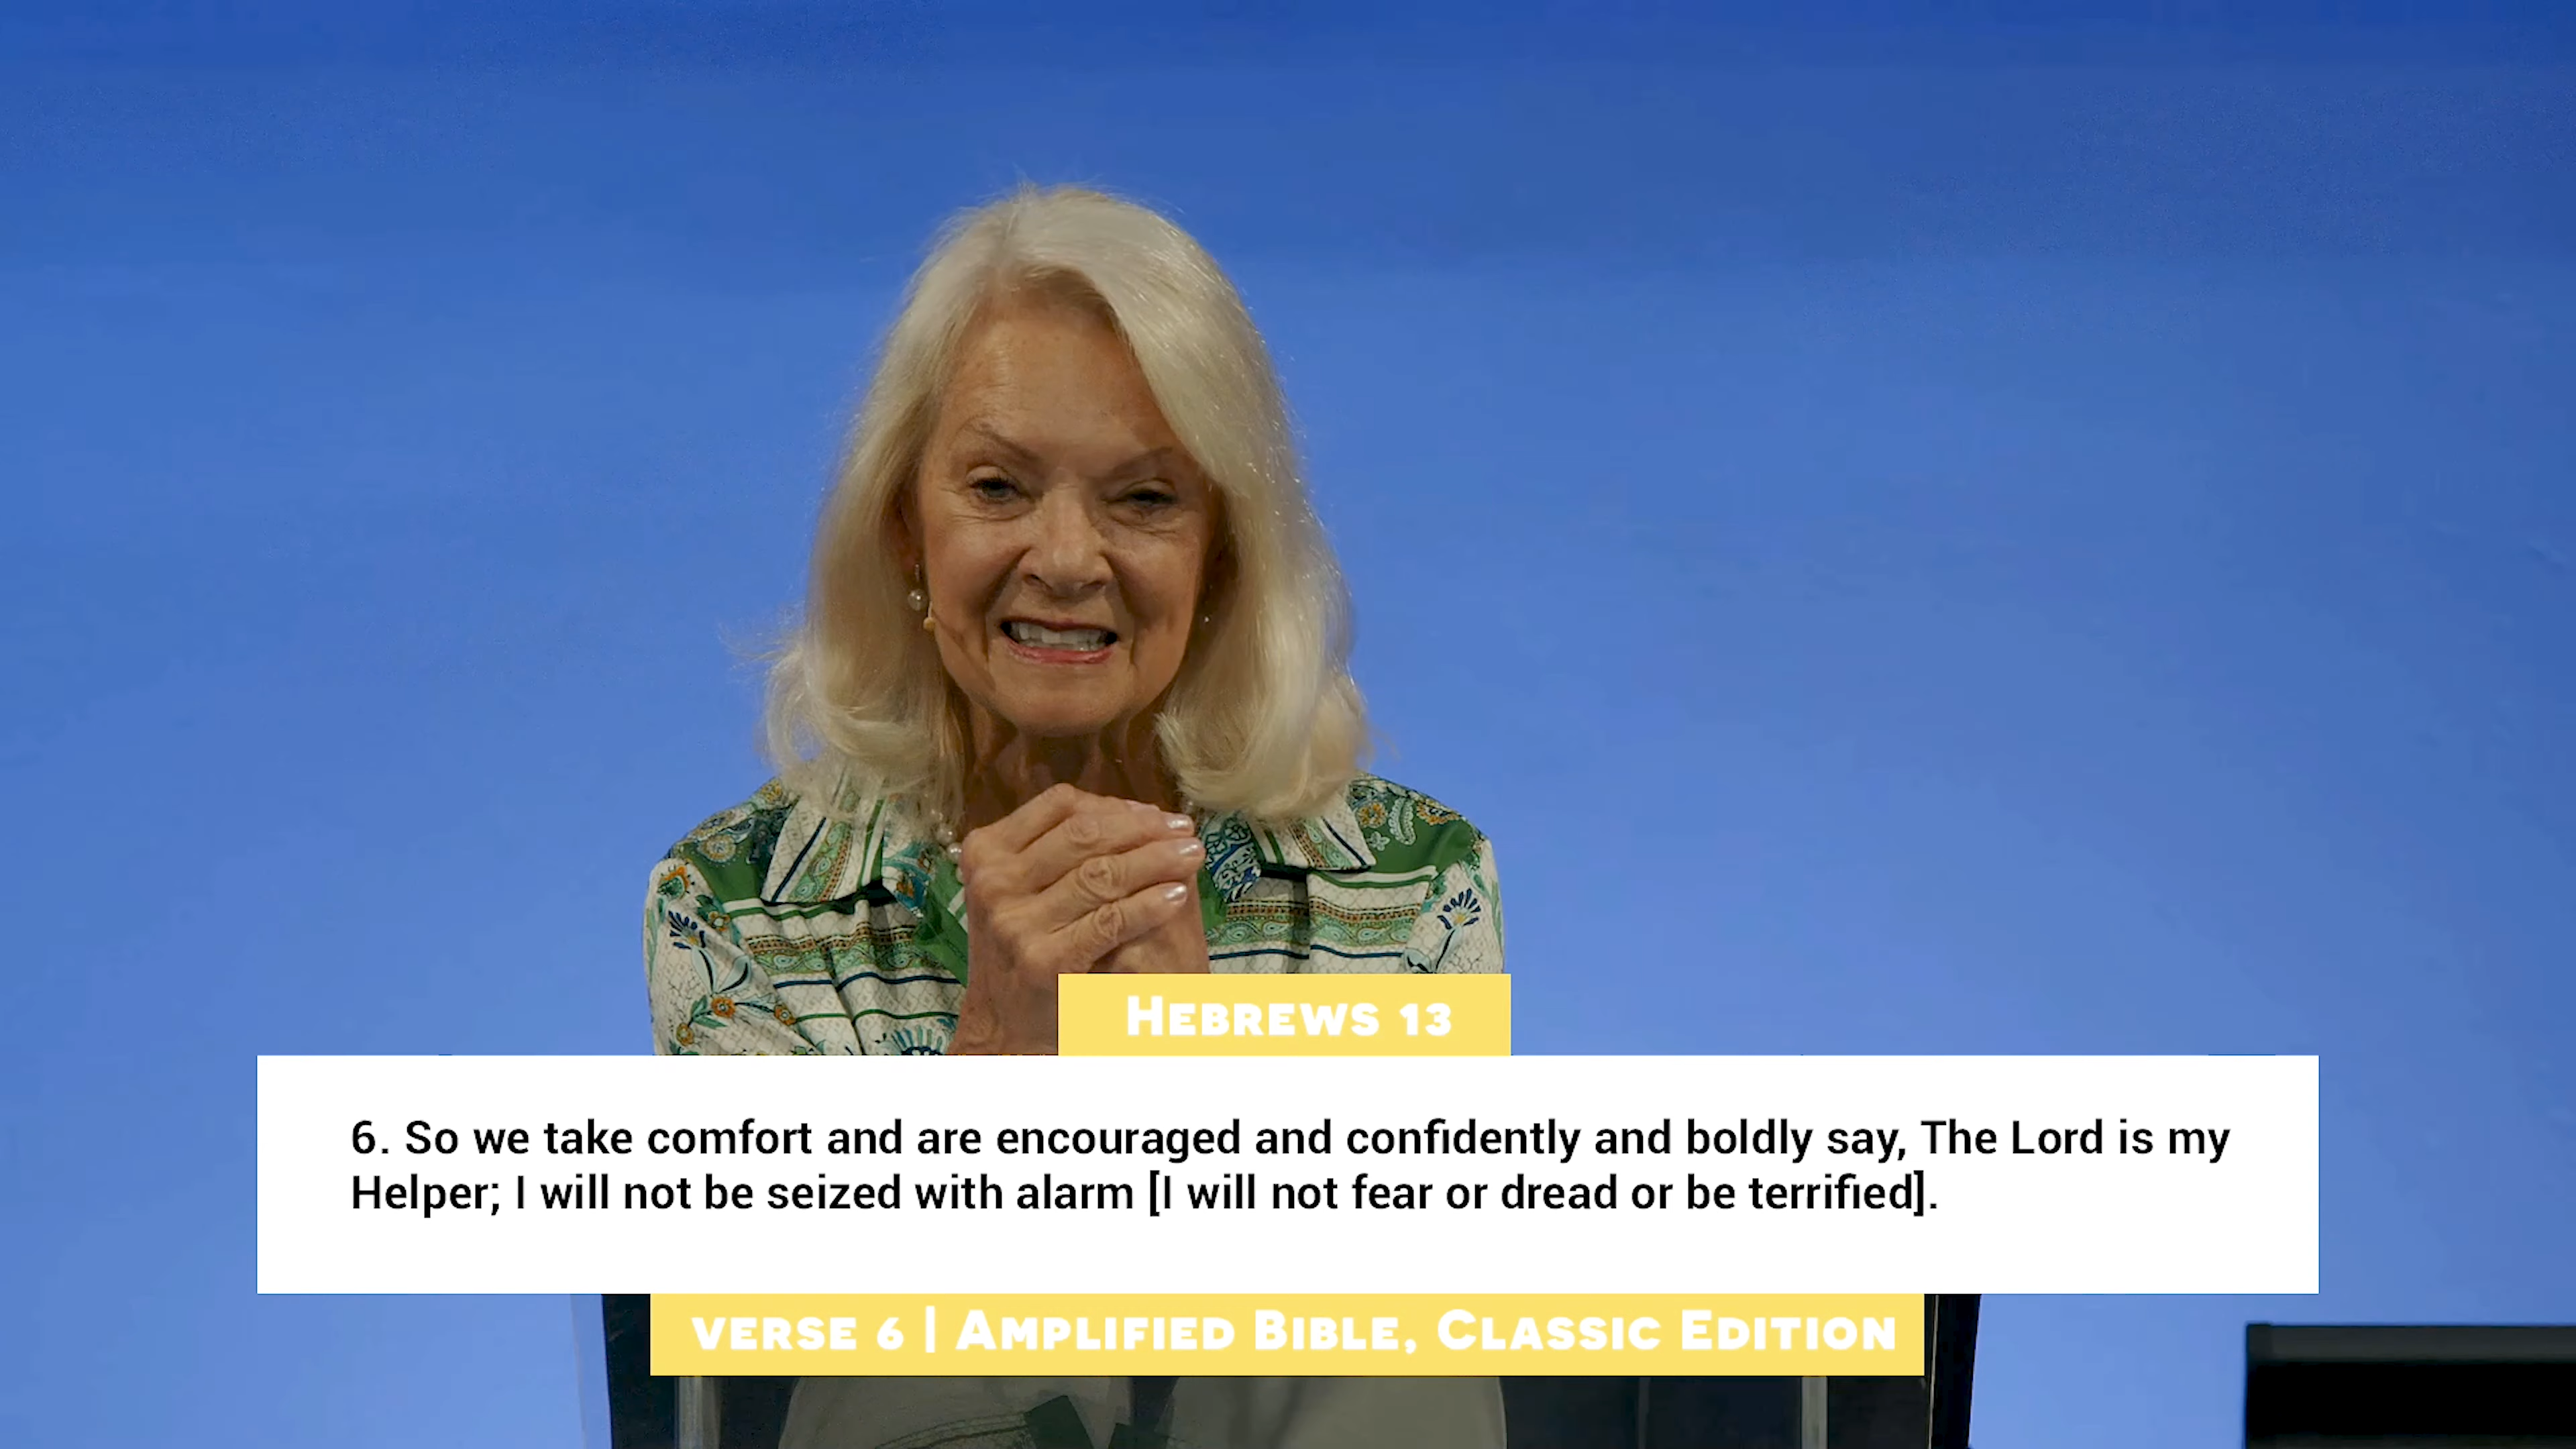 Hebrews 13
6. So we take comfort and are encouraged and confidently and boldly say, The Lord is my
Helper; I will not be seized with alarm [I will not fear or dread or be terrified].
verse 6 | Amplified Bible, Classic Edition